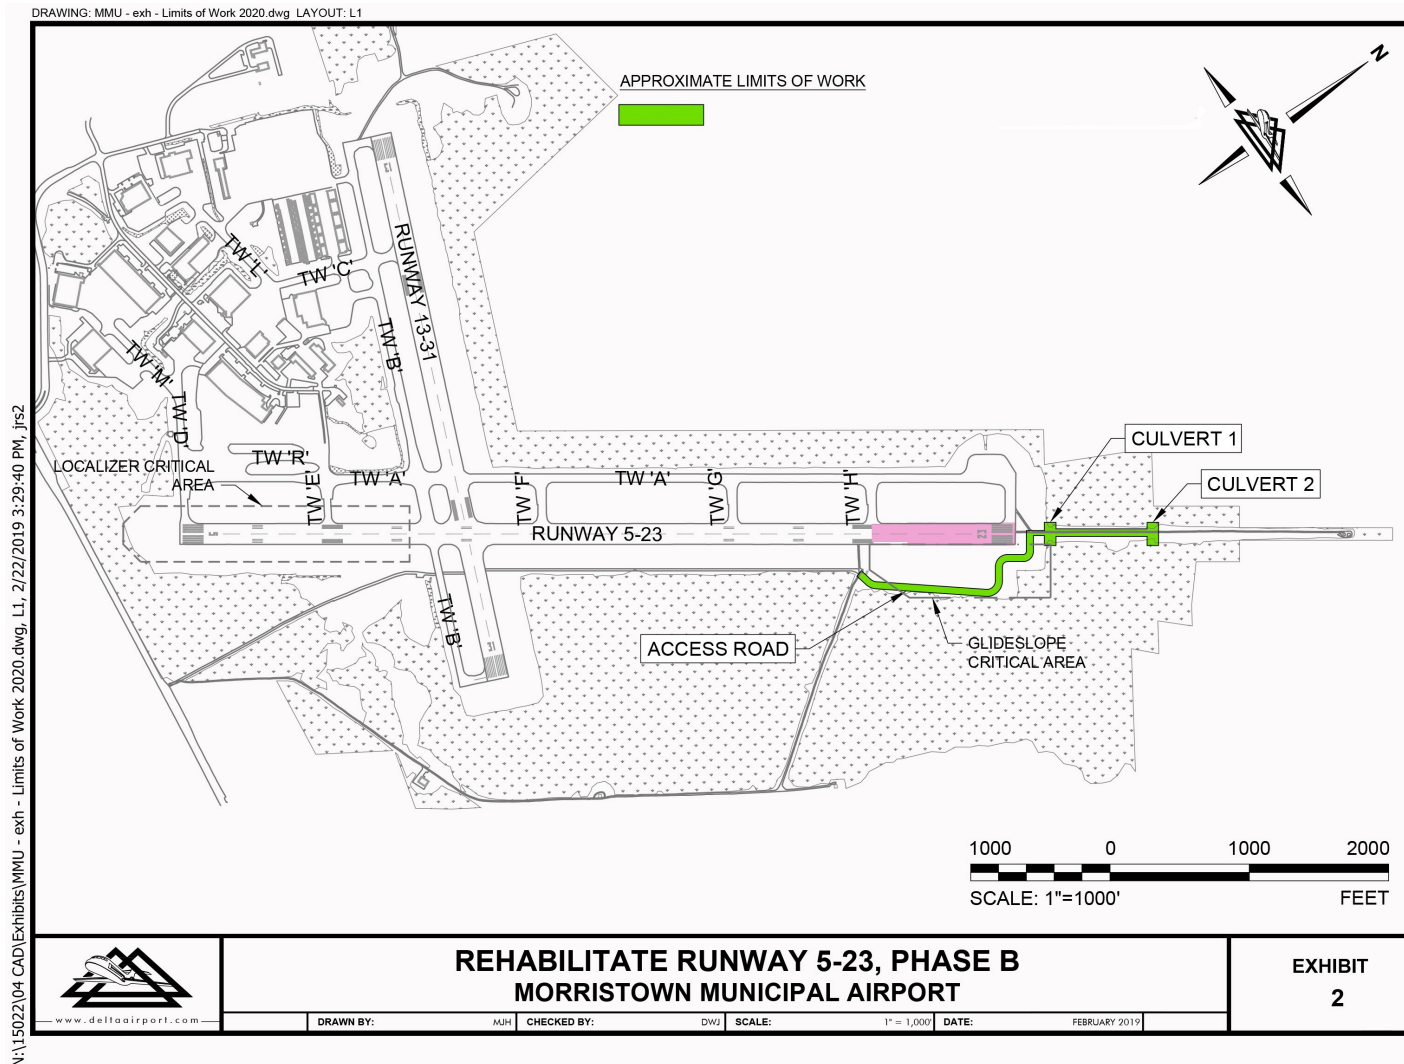 DRAWING: MMU - exh - Limits of Work 2020.dwg LAYOUT: L1
N:\15022\04 CAD\Exhibits\MMU - exh - Limits of Work 2020.dwg, L1, 2/22/2019 3:29:40 PM, jrs2
APPROXIMATE LIMITS OF WORK
N
RUNWAY 13-31
TW 'L'
TW 'C'
TW 'B'
TW 'M'
TW 'D'
TW 'R'
LOCALIZER CRITICAL
AREA
TW 'E'
TW 'A'
TW 'F'
TW 'A'
TW 'G'
TW 'H'
CULVERT 1
CULVERT 2
5
RUNWAY 5-23
23
TW 'B'
ACCESS ROAD
GLIDESLOPE
CRITICAL AREA
1000 0 1000 2000
SCALE: 1"=1000' FEET
www.deltaairport.com
REHABILITATE RUNWAY 5-23, PHASE B
MORRISTOWN MUNICIPAL AIRPORT
DRAWN BY: MJH CHECKED BY: DWJ SCALE: 1" = 1,000' DATE: FEBRUARY 2019
EXHIBIT
2